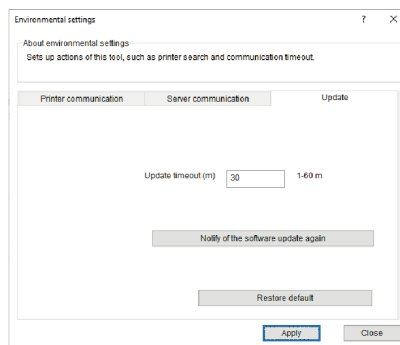 Environmental settings ? X
About environmental settings
Sets up actions of this tool, such as printer search and communication timeout.
Printer communication Server communication Update
Update timeout (m) 30 1-60 m
Notify of the software update again
Restore default
Apply Close